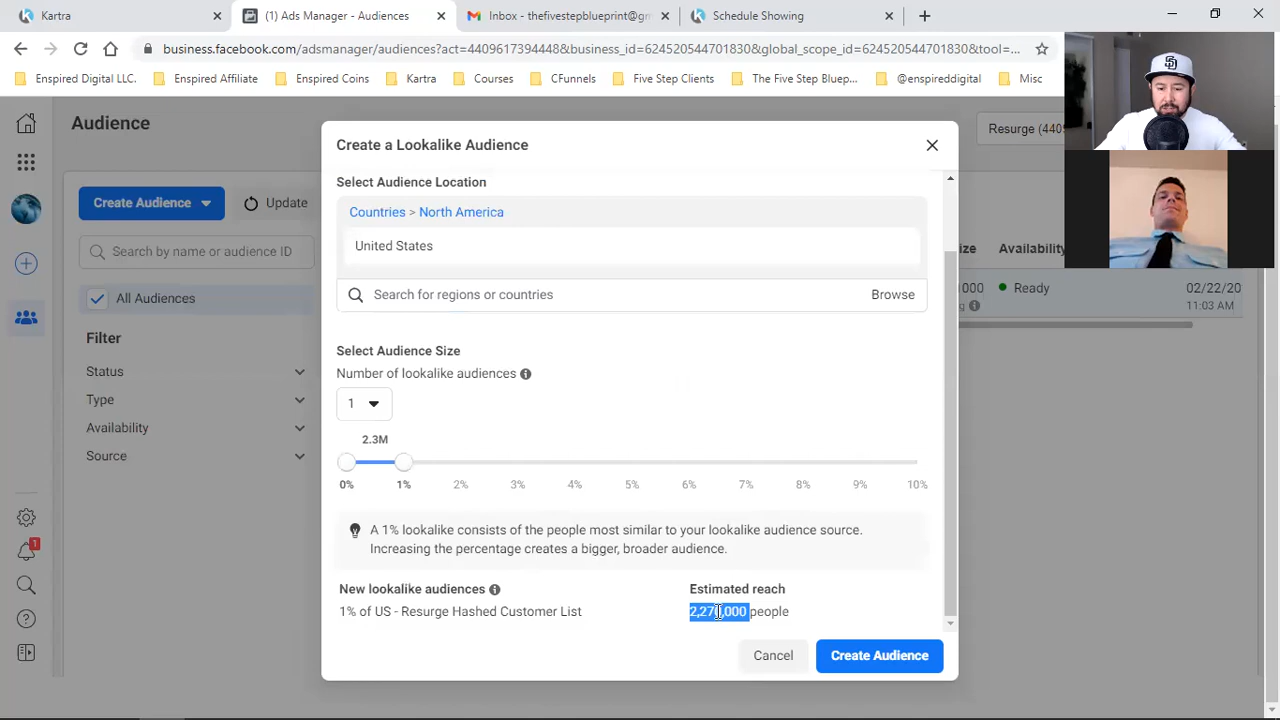 Kartra
(1) Ads Manager - Audiences
Inbox - thefivestepblueprint@gm
Schedule Showing
business.facebook.com/adsmanager/audiences?act=4409617394448&business_id=624520544701830&global_scope_id=624520544701830&tool=...
Enspired Digital LLC.
Enspired Affiliate
Enspired Coins
Kartra
Courses
CFunnels
Five Step Clients
The Five Step Bluep...
@enspireddigital
Misc
Audience
Resurge (440
Create Audience
Update
Search by name or audience ID
All Audiences
Filter
Status
Type
Availability
Source
Create a Lookalike Audience
Select Audience Location
Countries > North America
United States
Search for regions or countries
Browse
Select Audience Size
Number of lookalike audiences
1
2.3M
0% 1% 2% 3% 4% 5% 6% 7% 8% 9% 10%
A 1% lookalike consists of the people most similar to your lookalike audience source.
Increasing the percentage creates a bigger, broader audience.
New lookalike audiences
Estimated reach
1% of US - Resurge Hashed Customer List
2,270,000 people
Cancel
Create Audience
ize
Availability
000
Ready
02/22/20
g
11:03 AM
1